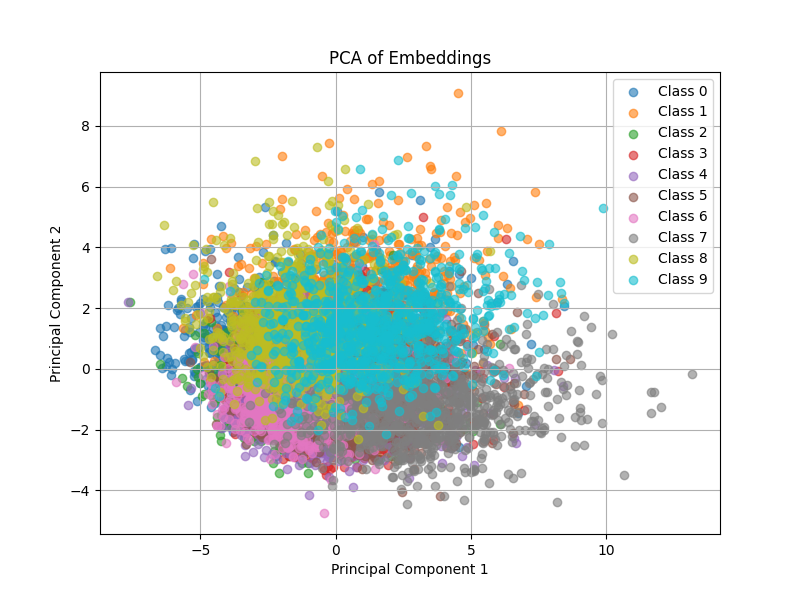 PCA of Embeddings
Class 0
Class 1
Class 2
Class 3
Class 4
Class 5
Class 6
Class 7
Class 8
Class 9
8
6
4
2
0
−2
−4
Principal Component 2
−5
0
5
10
Principal Component 1